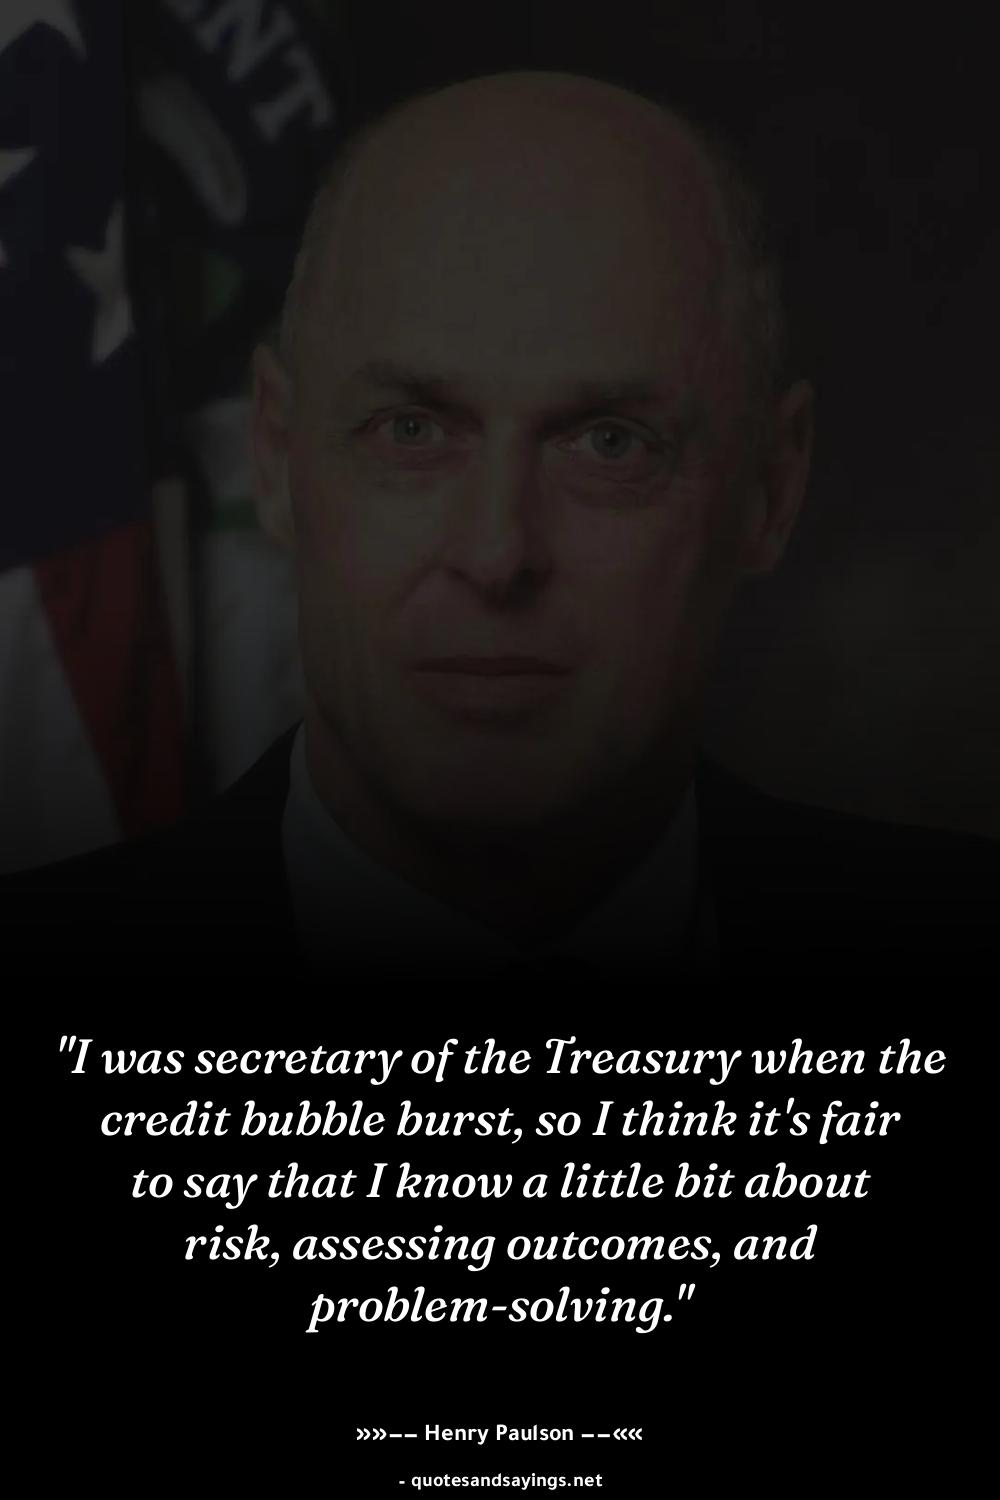 ENT
"I was secretary of the Treasury when the
credit bubble burst, so I think it's fair
to say that I know a little bit about
risk, assessing outcomes, and
problem-solving."
»»–– Henry Paulson ––««
- quotesandsayings.net